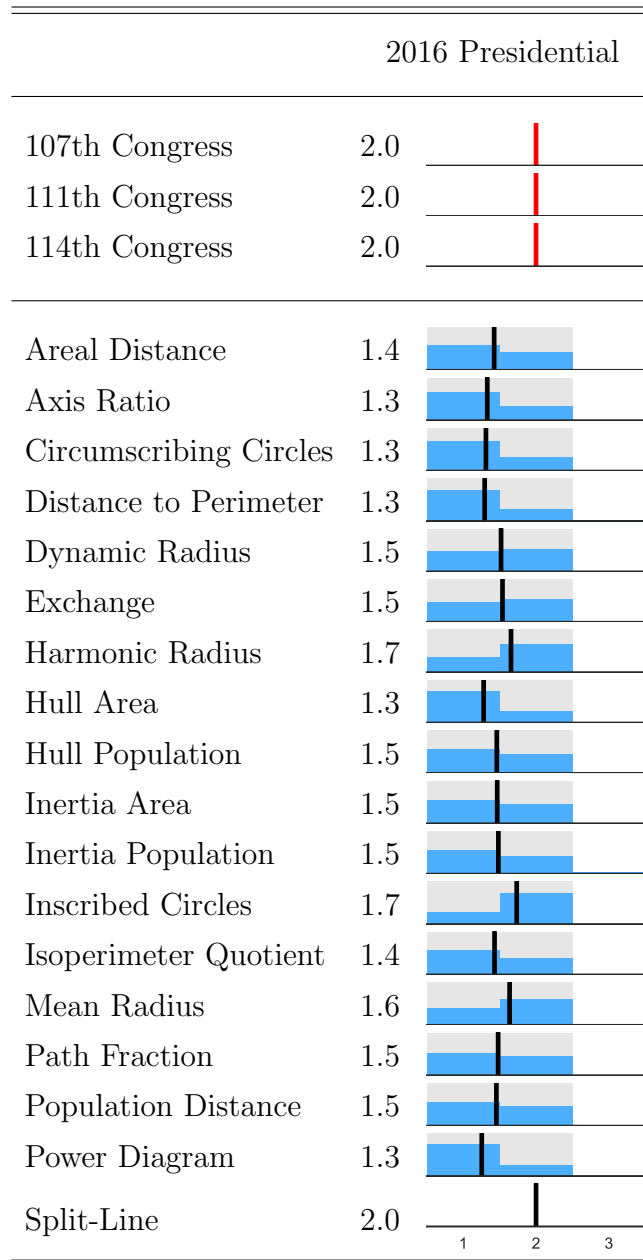 2016 Presidential
107th Congress 2.0
111th Congress 2.0
114th Congress 2.0
Areal Distance 1.4
Axis Ratio 1.3
Circumscribing Circles 1.3
Distance to Perimeter 1.3
Dynamic Radius 1.5
Exchange 1.5
Harmonic Radius 1.7
Hull Area 1.3
Hull Population 1.5
Inertia Area 1.5
Inertia Population 1.5
Inscribed Circles 1.7
Isoperimeter Quotient 1.4
Mean Radius 1.6
Path Fraction 1.5
Population Distance 1.5
Power Diagram 1.3
Split-Line 2.0
1 2 3